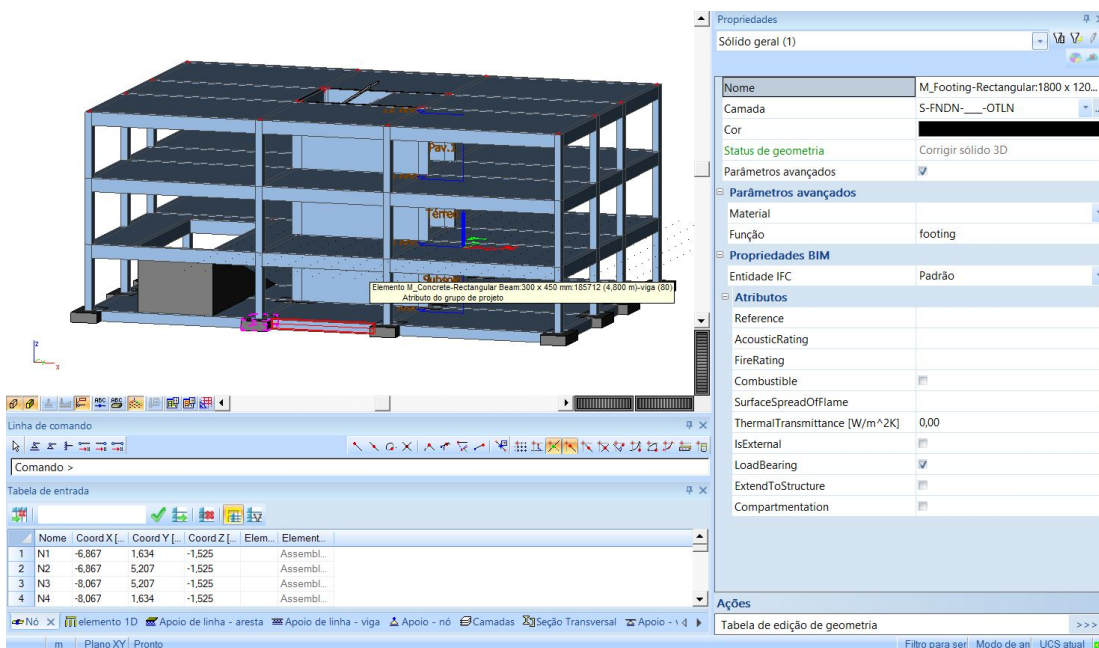 Propriedades
Sólido geral (1)
Nome M_Footing-Rectangular:1800 x 120...
Camada S-FNDN-____-OTLN
Cor
Status de geometria Corrigir sólido 3D
Parâmetros avançados
Parâmetros avançados
Material
Função footing
Propriedades BIM
Entidade IFC Padrão
Atributos
Reference
AcousticRating
FireRating
Combustible
SurfaceSpreadOfFlame
ThermalTransmittance [W/m^2K] 0,00
IsExternal
LoadBearing
ExtendToStructure
Compartmentation
Ações
Tabela de edição de geometria >>>
Pav.1
Térreo
Elemento M_Concrete-Rectangular Beam:300 x 450 mm:185712 (4,800 m)-viga (80)
Atributo do grupo de projeto
z
y
x
Linha de comando
Comando >
Tabela de entrada
Nome Coord X [... Coord Y [... Coord Z [... Elem... Element...
1 N1 -6,867 1,634 -1,525 Assembl...
2 N2 -6,867 5,207 -1,525 Assembl...
3 N3 -8,067 5,207 -1,525 Assembl...
4 N4 -8,067 1,634 -1,525 Assembl...
Nó elemento 1D Apoio de linha - aresta Apoio de linha - viga Apoio - nó Camadas Seção Transversal Apoio -
m Plano XY Pronto Filtro para ser Modo de an UCS atual